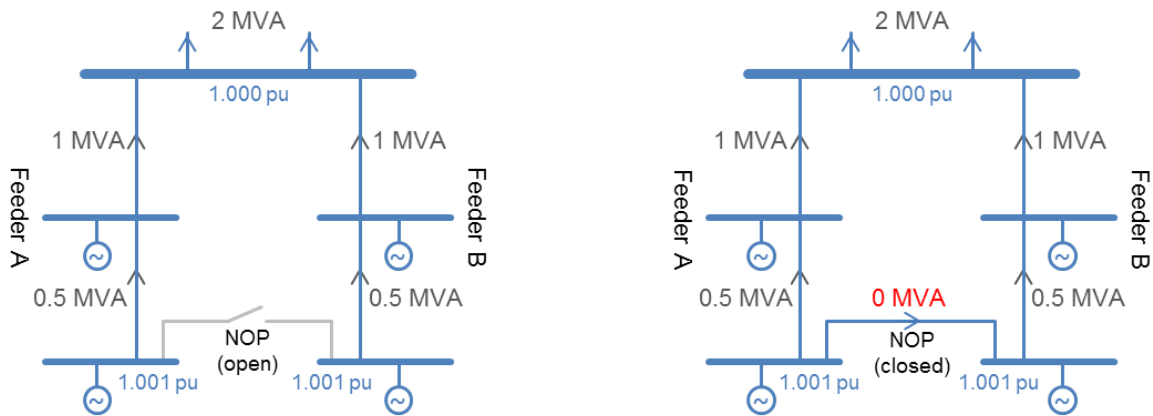 2 MVA
1.000 pu
1 MVA
1 MVA
Feeder A
Feeder B
~
~
0.5 MVA
0.5 MVA
NOP
(open)
1.001 pu
1.001 pu
~
~
2 MVA
1.000 pu
1 MVA
1 MVA
Feeder A
Feeder B
~
~
0.5 MVA
0 MVA
0.5 MVA
NOP
(closed)
1.001 pu
1.001 pu
~
~